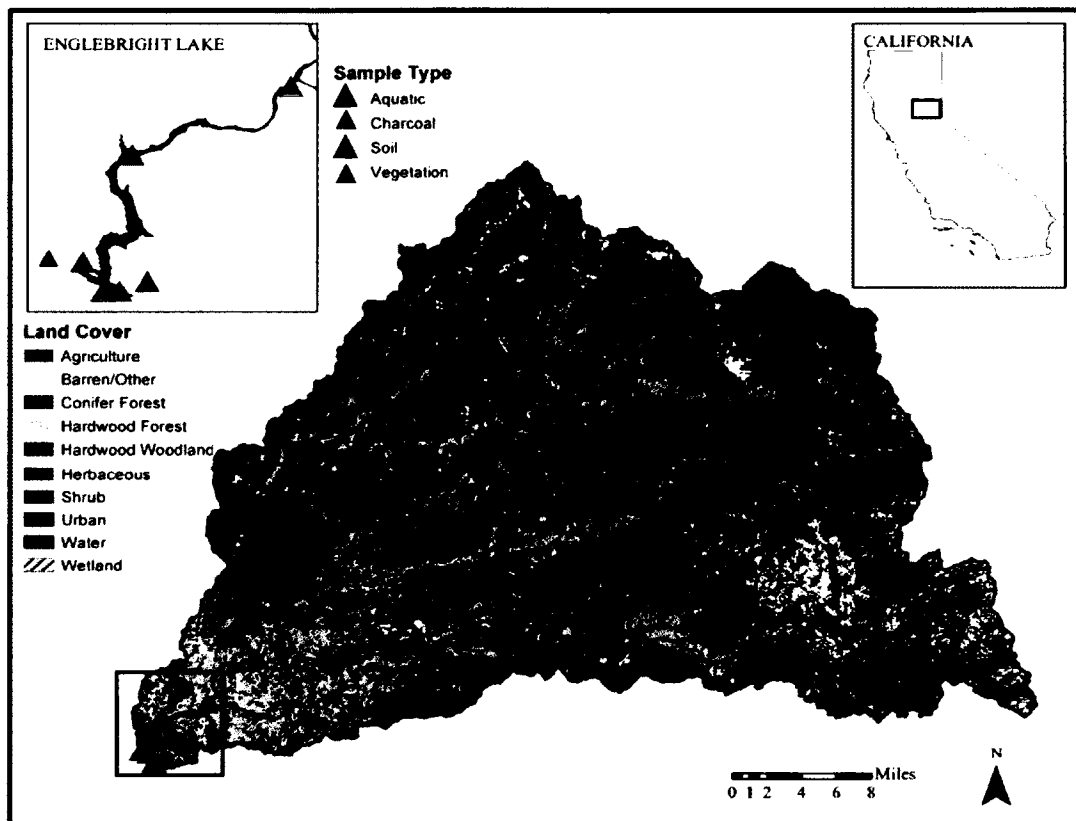 ENGLEBRIGHT LAKE
Sample Type
Aquatic
Charcoal
Soil
Vegetation
CALIFORNIA
Land Cover
Agriculture
Barren/Other
Conifer Forest
Hardwood Forest
Hardwood Woodland
Herbaceous
Shrub
Urban
Water
Wetland
Miles
0 1 2 4 6 8
N